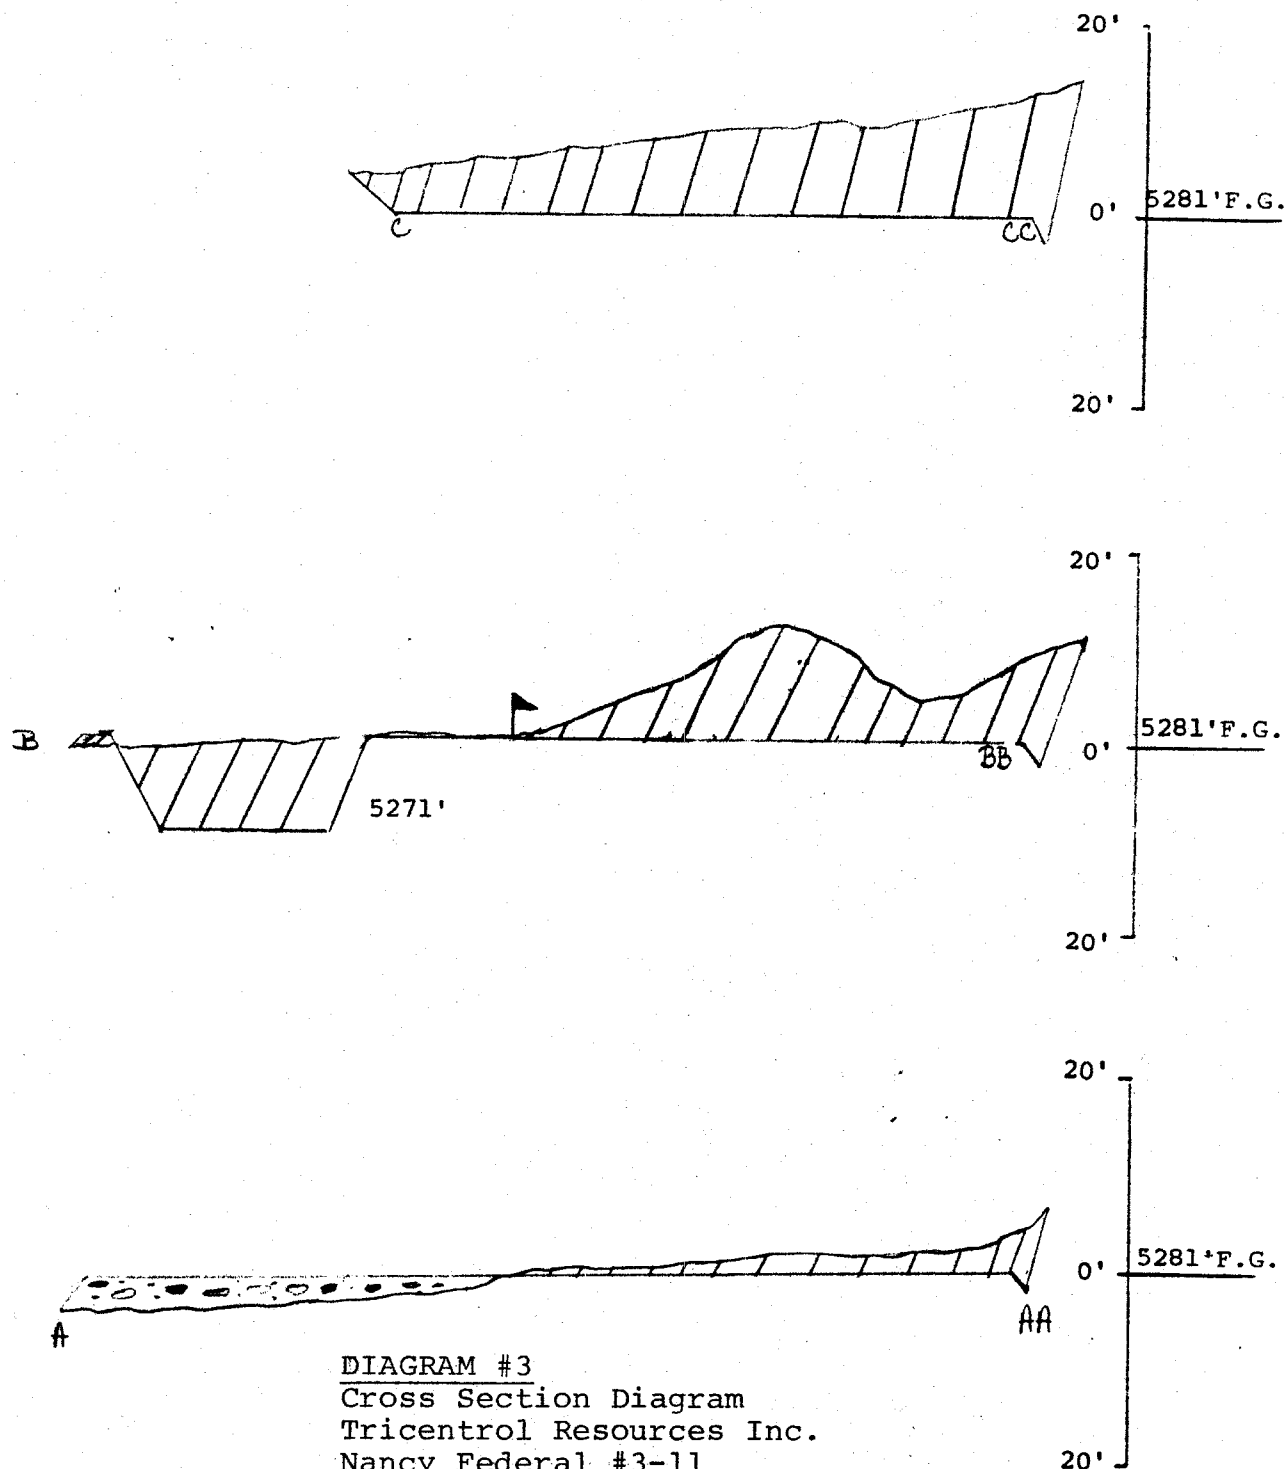 20'
5281'F.G.
0'
C
CC
20'
20'
B
5281'F.G.
0'
BB
5271'
20'
20'
5281'F.G.
0'
A
AA
DIAGRAM #3
Cross Section Diagram
Tricentrol Resources Inc.
Nancy Federal #3-11
20'